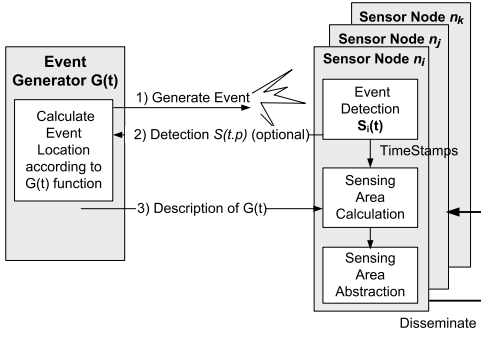 Sensor Node nk
Sensor Node nj
Sensor Node ni
Event
Generator G(t)
Calculate
Event
Location
according to
G(t) function
1) Generate Event
2) Detection S(t.p) (optional)
3) Description of G(t)
Event
Detection
Si(t)
TimeStamps
Sensing
Area
Calculation
Sensing
Area
Abstraction
Disseminate